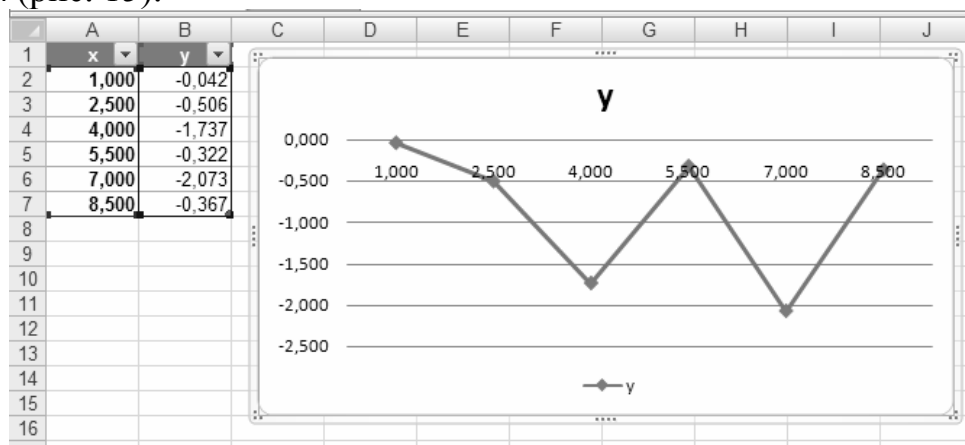 (рис. 15).
A B C D E F G H I J
1 x y
2 1,000 -0,042
3 2,500 -0,506
4 4,000 -1,737
5 5,500 -0,322
6 7,000 -2,073
7 8,500 -0,367
8
9
10
11
12
13
14
15
16
y
0,000
1,000 2,500 4,000 5,500 7,000 8,500
-0,500
-1,000
-1,500
-2,000
-2,500
y